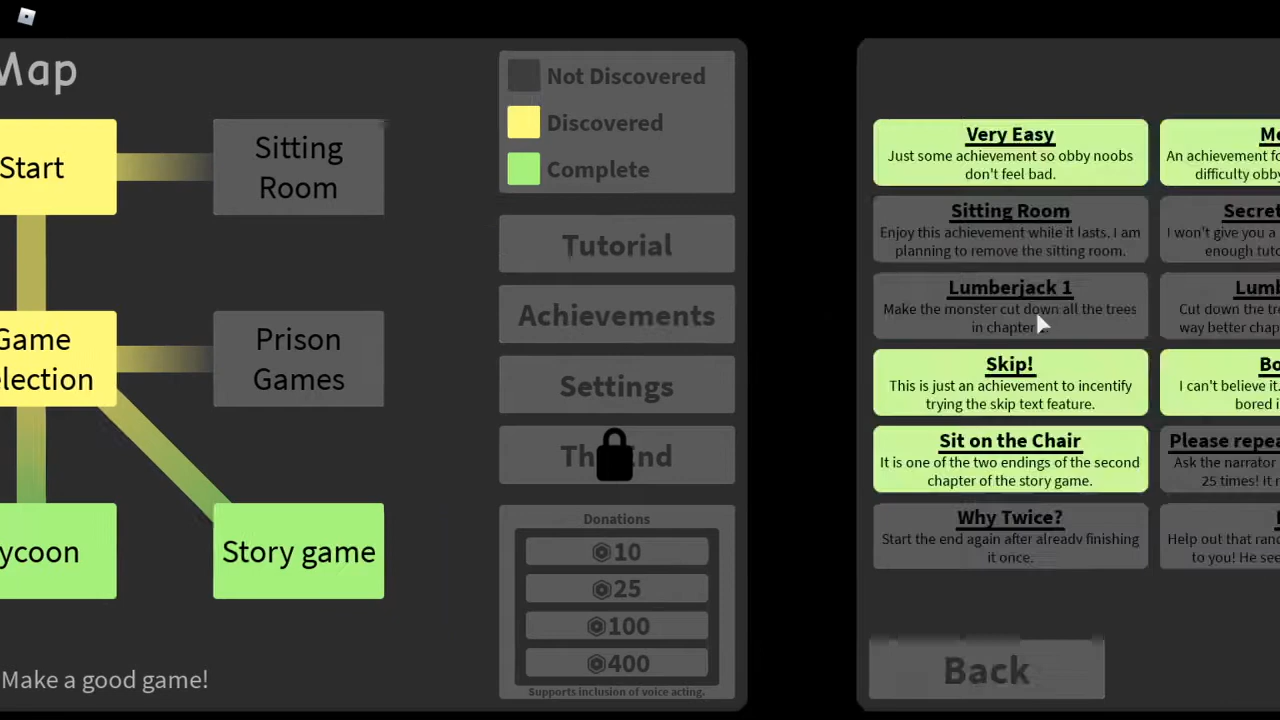 Map
Start
Sitting
Room
Game
election
Prison
Games
ycoon
Story game
Make a good game!
Not Discovered
Discovered
Complete
Tutorial
Achievements
Settings
Donations
10
25
100
400
Supports inclusion of voice acting.
Very Easy
Just some achievement so obby noobs
don't feel bad.
An achievement fo
difficulty obby
Sitting Room
Enjoy this achievement while it lasts. I am
planning to remove the sitting room.
Secret
I won't give you a
enough tuto
Lumberjack 1
Make the monster cut down all the trees
in chapter
Lumb
Cut down the tre
way better chap
Skip!
This is just an achievement to incentify
trying the skip text feature.
Bo
I can't believe it.
bored i
Sit on the Chair
It is one of the two endings of the second
chapter of the story game.
Please repea
Ask the narrator
25 times! It r
Why Twice?
Start the end again after already finishing
it once.
Help out that rand
to you! He see
Back